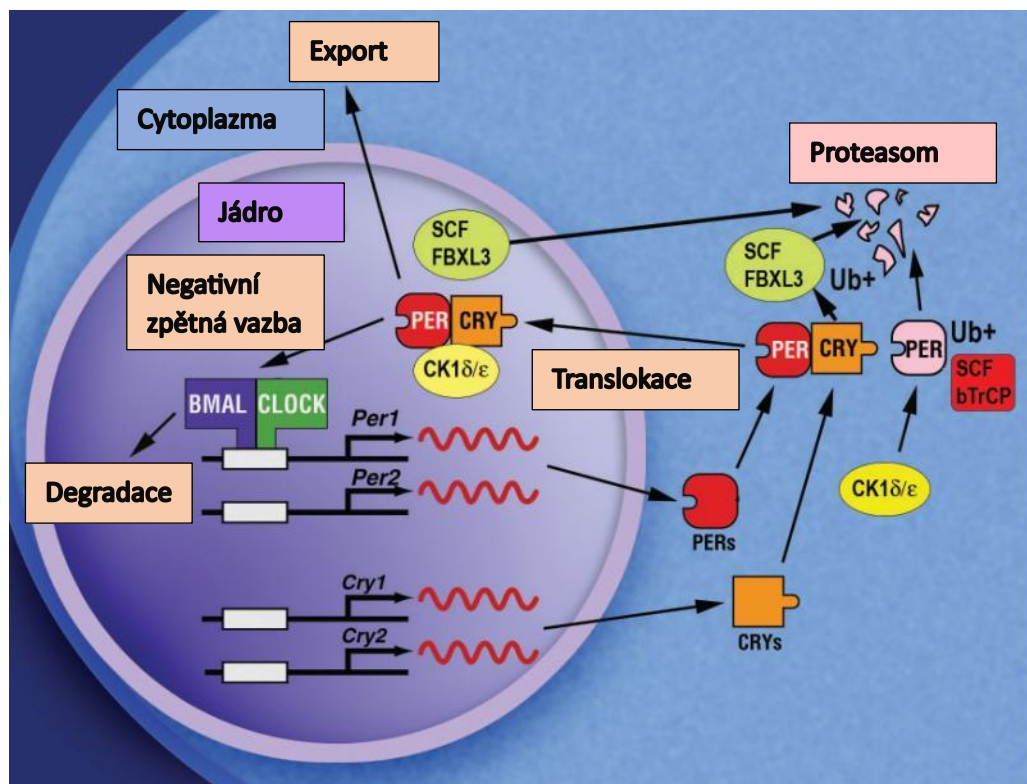 Export
Cytoplazma
Proteasom
Jádro
SCF
FBXL3
SCF
FBXL3
Ub+
Negativní
zpětná vazba
PER CRY
CK1δ/ε
Translokace
PER CRY
PER
Ub+
SCF
bTrCP
BMAL CLOCK
Per1
Degradace
Per2
CK1δ/ε
PERs
Cry1
Cry2
CRYs